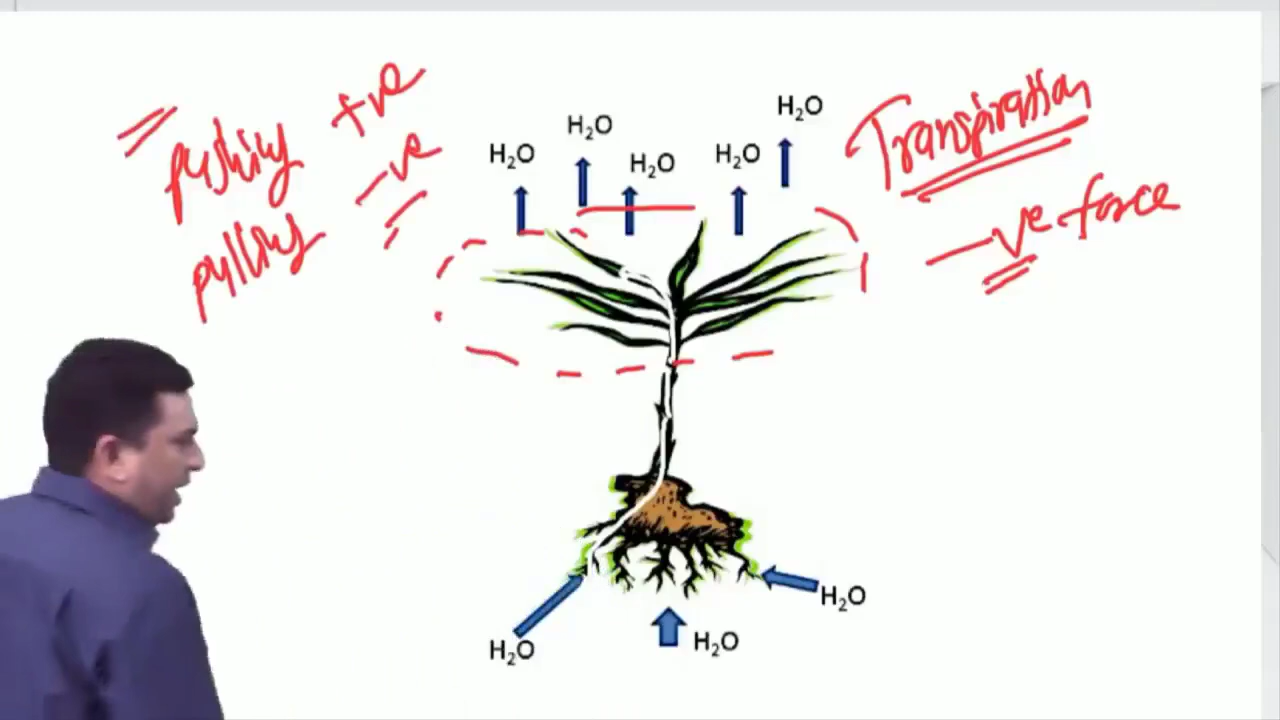 pushing +ve
pulling -ve
Transpiration
-ve force
H₂O
H₂O
H₂O
H₂O
H₂O
H₂O
H₂O
H₂O